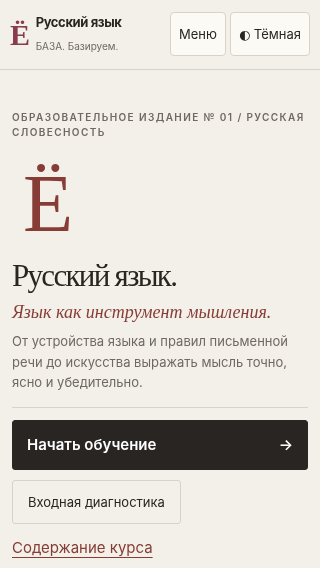 Ё
Русский язык
БАЗА. Базируем.
Меню
Тёмная
ОБРАЗОВАТЕЛЬНОЕ ИЗДАНИЕ № 01 / РУССКАЯ
СЛОВЕСНОСТЬ
Ё
Русский язык.
Язык как инструмент мышления.
От устройства языка и правил письменной
речи до искусства выражать мысль точно,
ясно и убедительно.
Начать обучение →
Входная диагностика
Содержание курса